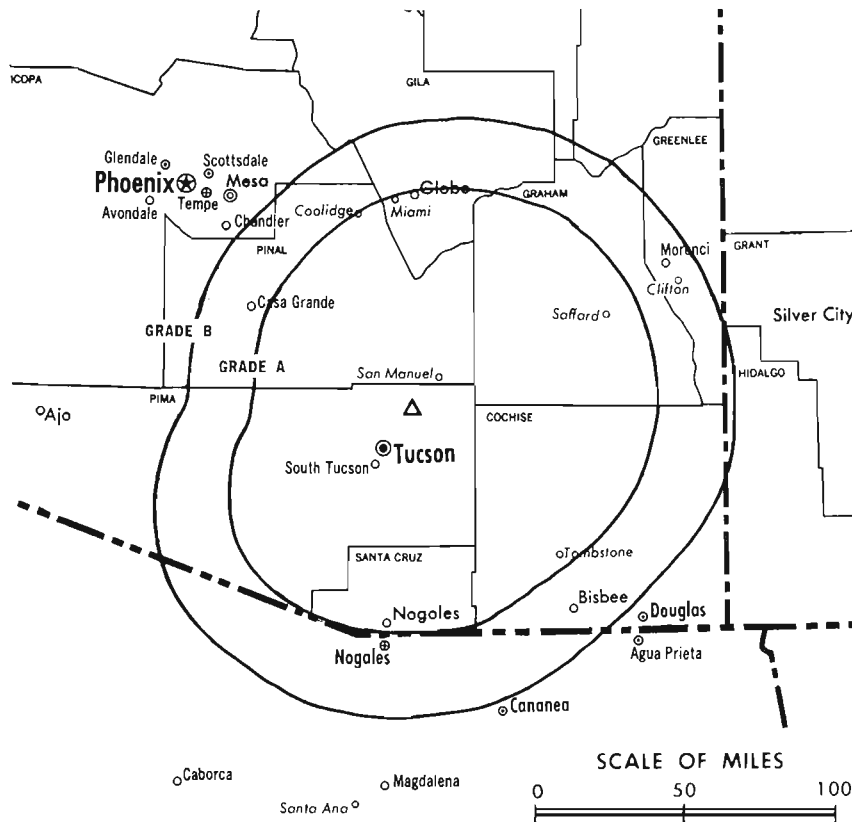 ICOPA
GILA
GREENLEE
Glendale
Scottsdale
Phoenix
Mesa
Globe
GRAHAM
Tempe
Avondale
Coolidge
Miami
Chandler
PINAL
GRANT
Morenci
Clifton
Casa Grande
Saffard
Silver City
GRADE B
GRADE A
San Manuel
HIDALGO
PIMA
Ajo
COCHISE
Tucson
South Tucson
SANTA CRUZ
Tombstone
Nogoles
Bisbee
Douglas
Nogales
Agua Prieta
Cananea
SCALE OF MILES
Caborca
Magdalena
0
50
100
Santa Ana